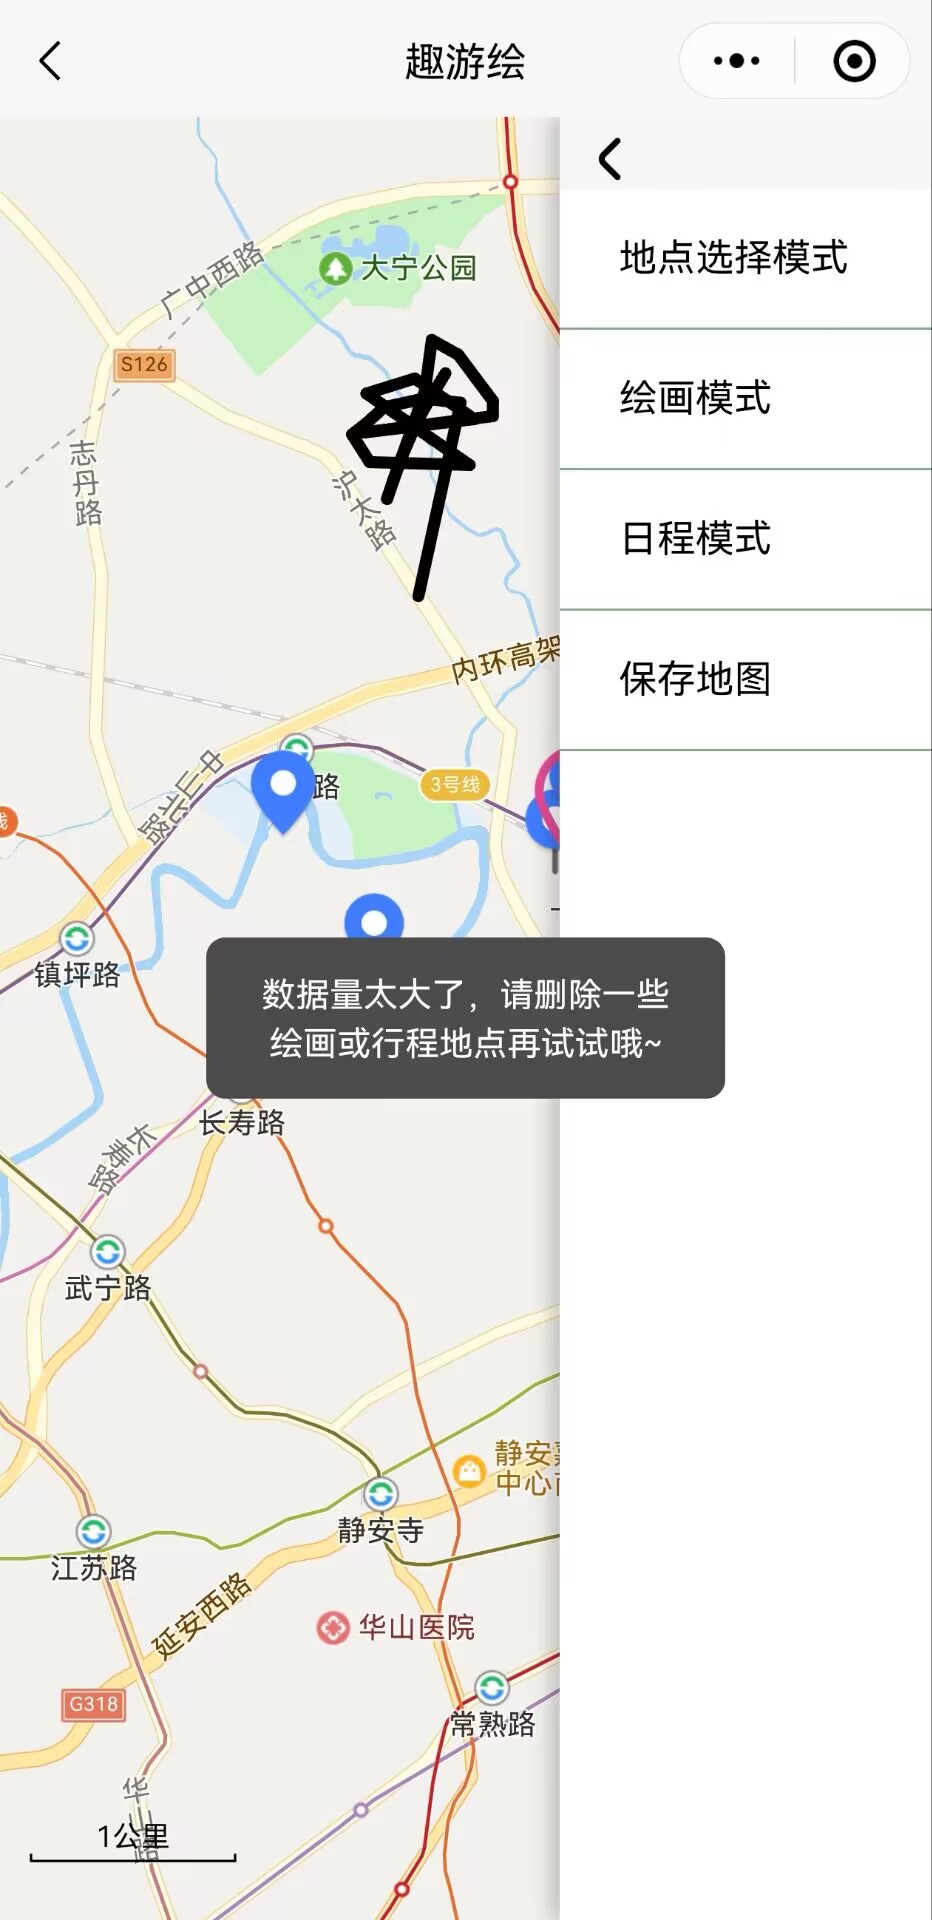 趣游绘
地点选择模式
绘画模式
日程模式
保存地图
大宁公园
广中西路
S126
志丹路
沪太路
内环高架
中山北路
路
3号线
线
镇坪路
数据量太大了，请删除一些
绘画或行程地点再试试哦~
长寿路
长寿路
武宁路
静安
中心
静安寺
江苏路
延安西路
华山医院
G318
常熟路
华山路
1公里